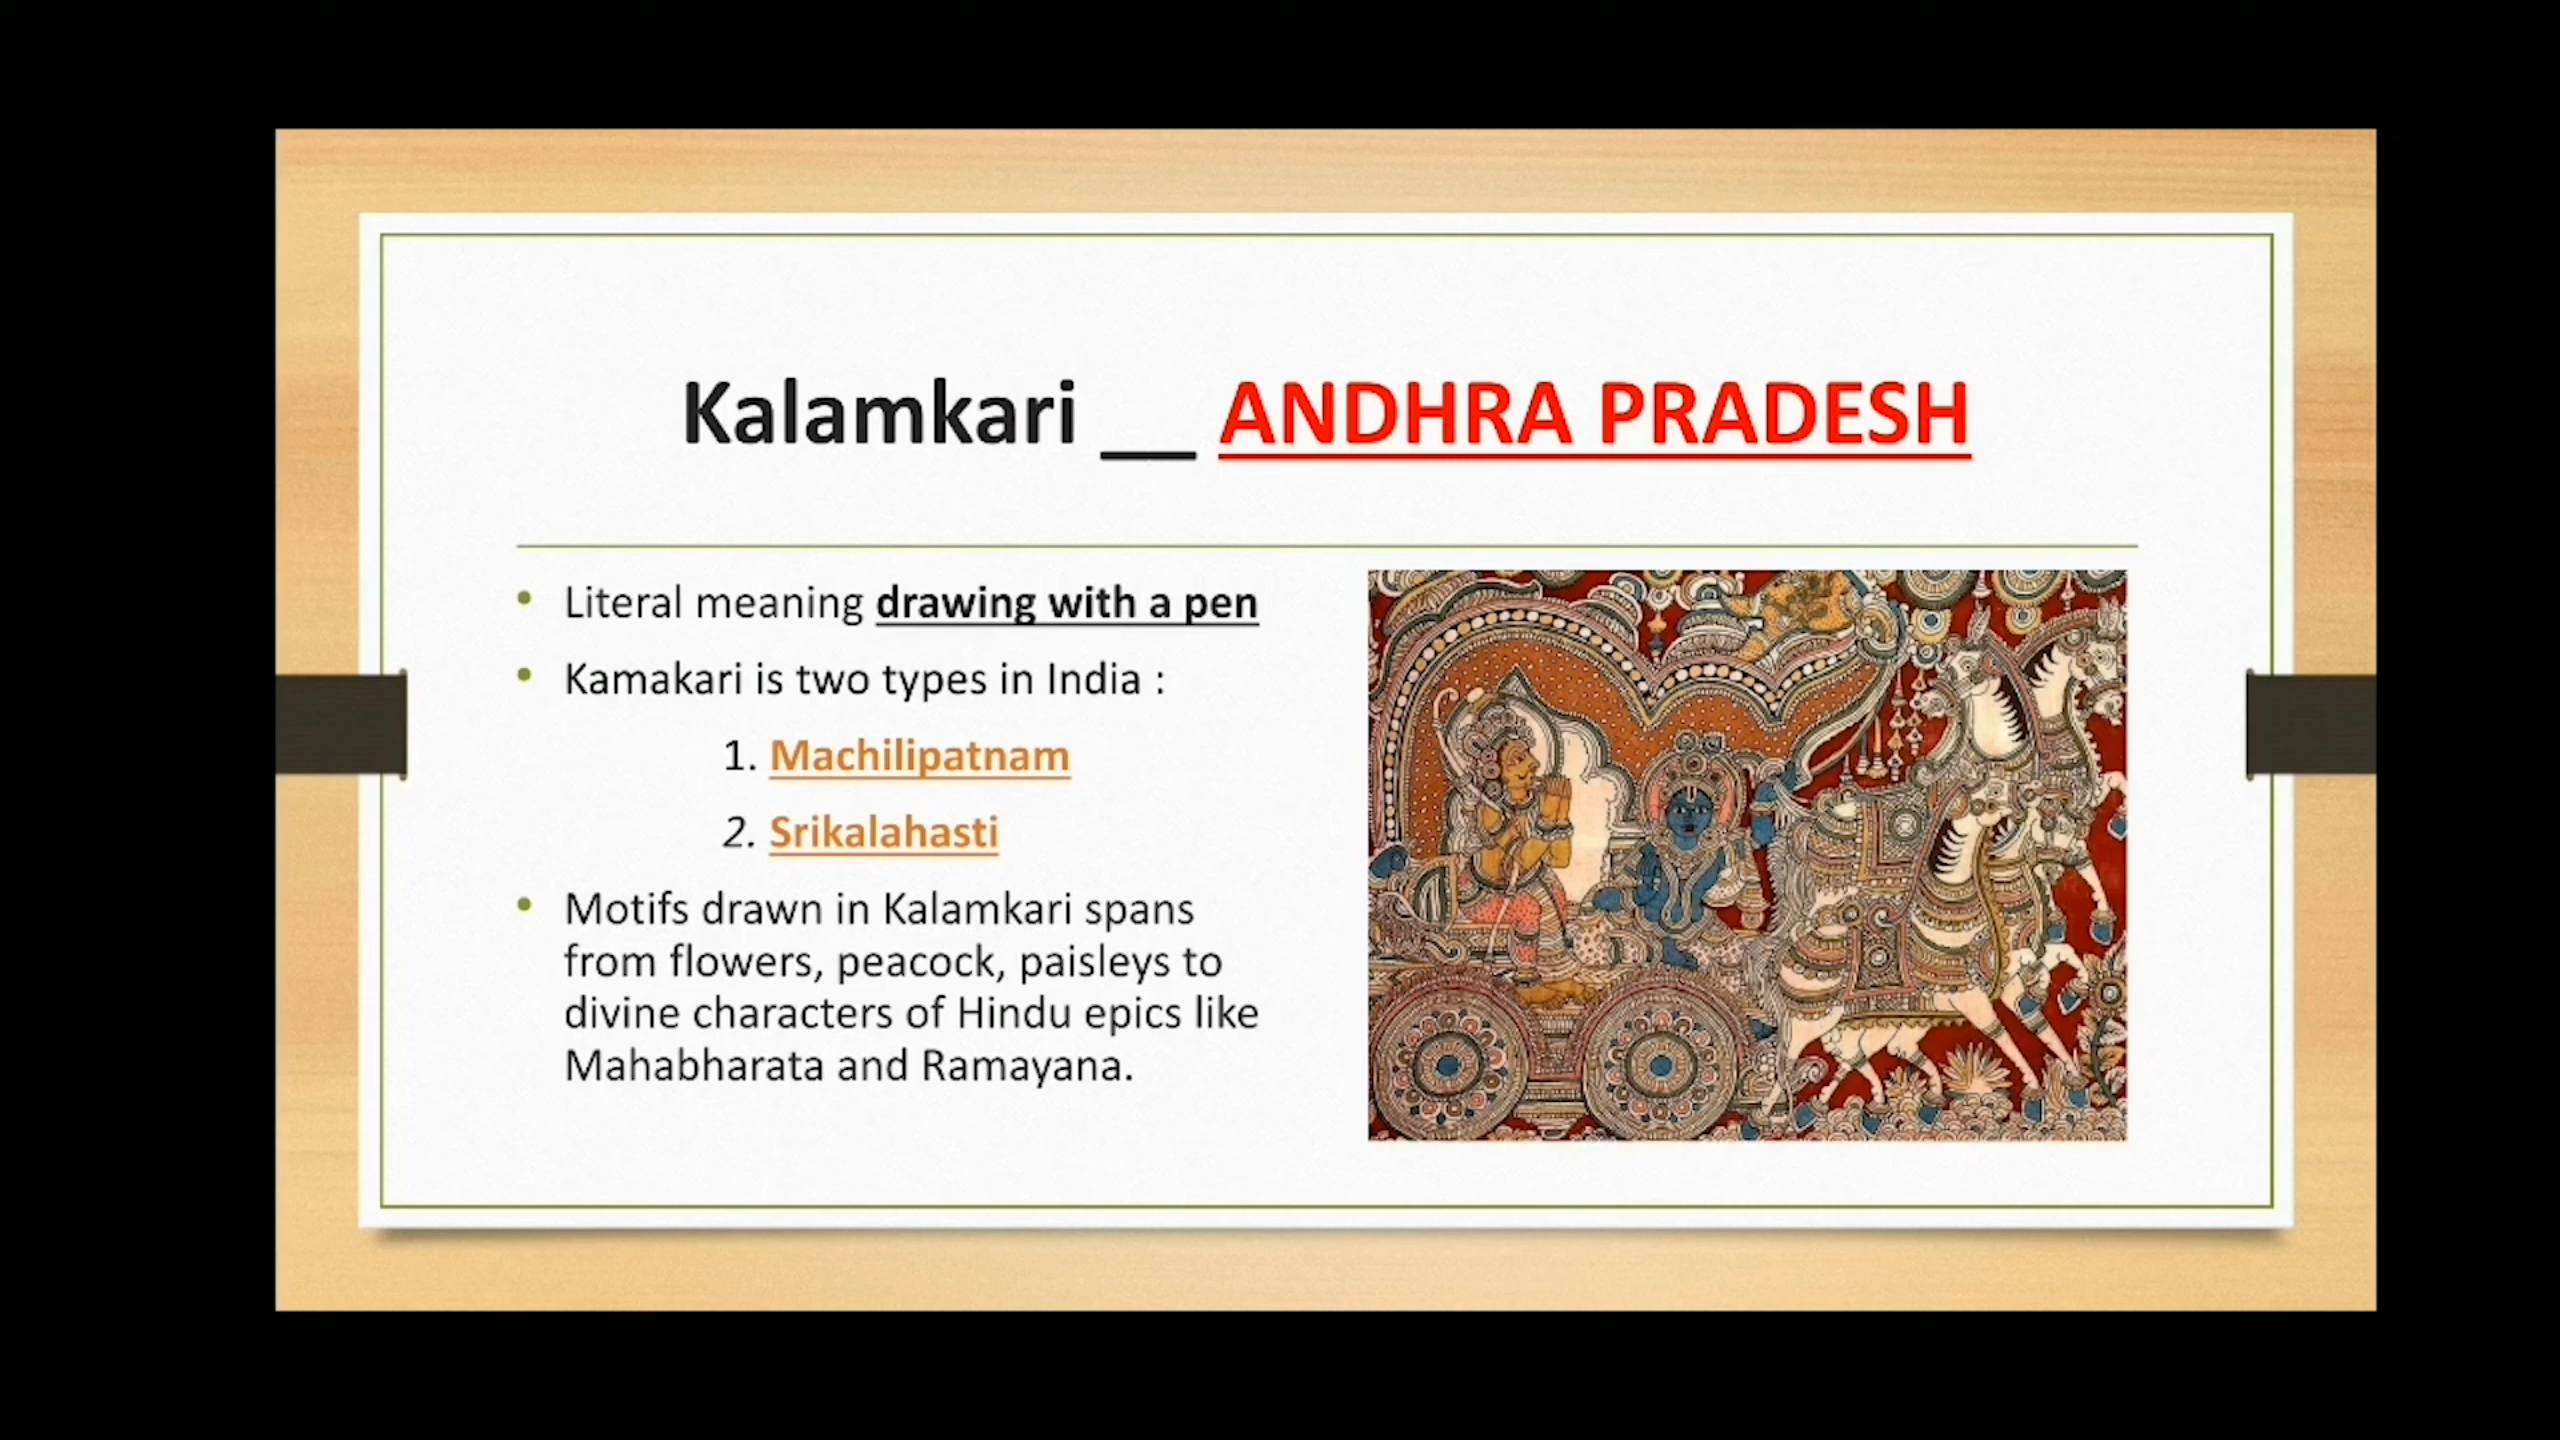 Kalamkari __ ANDHRA PRADESH
• Literal meaning drawing with a pen
• Kamakari is two types in India :
1. Machilipatnam
2. Srikalahasti
• Motifs drawn in Kalamkari spans
from flowers, peacock, paisleys to
divine characters of Hindu epics like
Mahabharata and Ramayana.